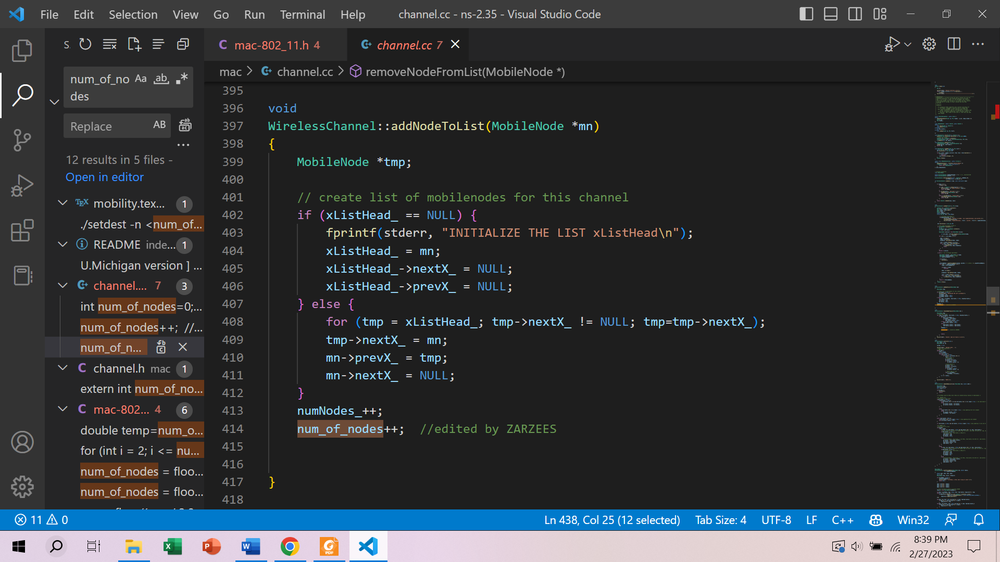 File Edit Selection View Go Run Terminal Help channel.cc - ns-2.35 - Visual Studio Code
S.
mac-802_11.h 4 channel.cc 7
mac > channel.cc > removeNodeFromList(MobileNode *)
num_of_no
des
Aa ab .*
Replace AB
...
12 results in 5 files -
Open in editor
TEX mobility.tex... 1
./setdest -n <num_of...
README inde... 1
U.Michigan version ] ...
channel.... 7 3
int num_of_nodes=0;...
num_of_nodes++; //...
num_of_n...
channel.h mac 1
extern int num_of_no...
mac-802... 4 6
double temp=num_o...
for (int i = 2; i <= nu...
num_of_nodes = floo...
num_of_nodes = floo...
395
396 void
397 WirelessChannel::addNodeToList(MobileNode *mn)
398 {
399 MobileNode *tmp;
400
401 // create list of mobilenodes for this channel
402 if (xListHead_ == NULL) {
403 fprintf(stderr, "INITIALIZE THE LIST xListHead\n");
404 xListHead_ = mn;
405 xListHead_->nextX_ = NULL;
406 xListHead_->prevX_ = NULL;
407 } else {
408 for (tmp = xListHead_; tmp->nextX_ != NULL; tmp=tmp->nextX_);
409 tmp->nextX_ = mn;
410 mn->prevX_ = tmp;
411 mn->nextX_ = NULL;
412 }
413 numNodes_++;
414 num_of_nodes++; //edited by ZARZEES
415
416
417 }
418
11 0 Ln 438, Col 25 (12 selected) Tab Size: 4 UTF-8 LF C++ Win32
8:39 PM
2/27/2023